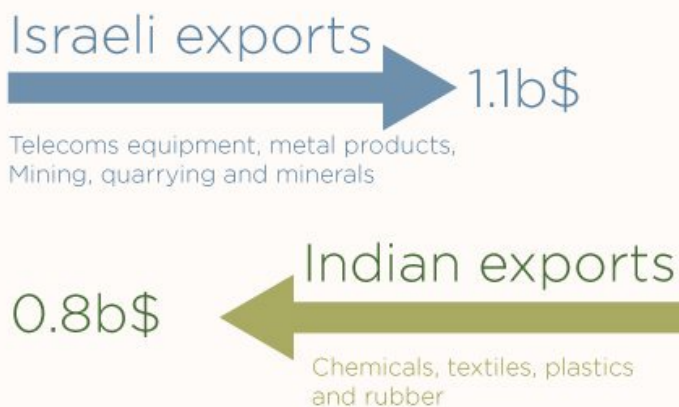 Israeli exports
1.1b$
Telecoms equipment, metal products,
Mining, quarrying and minerals
Indian exports
0.8b$
Chemicals, textiles, plastics
and rubber